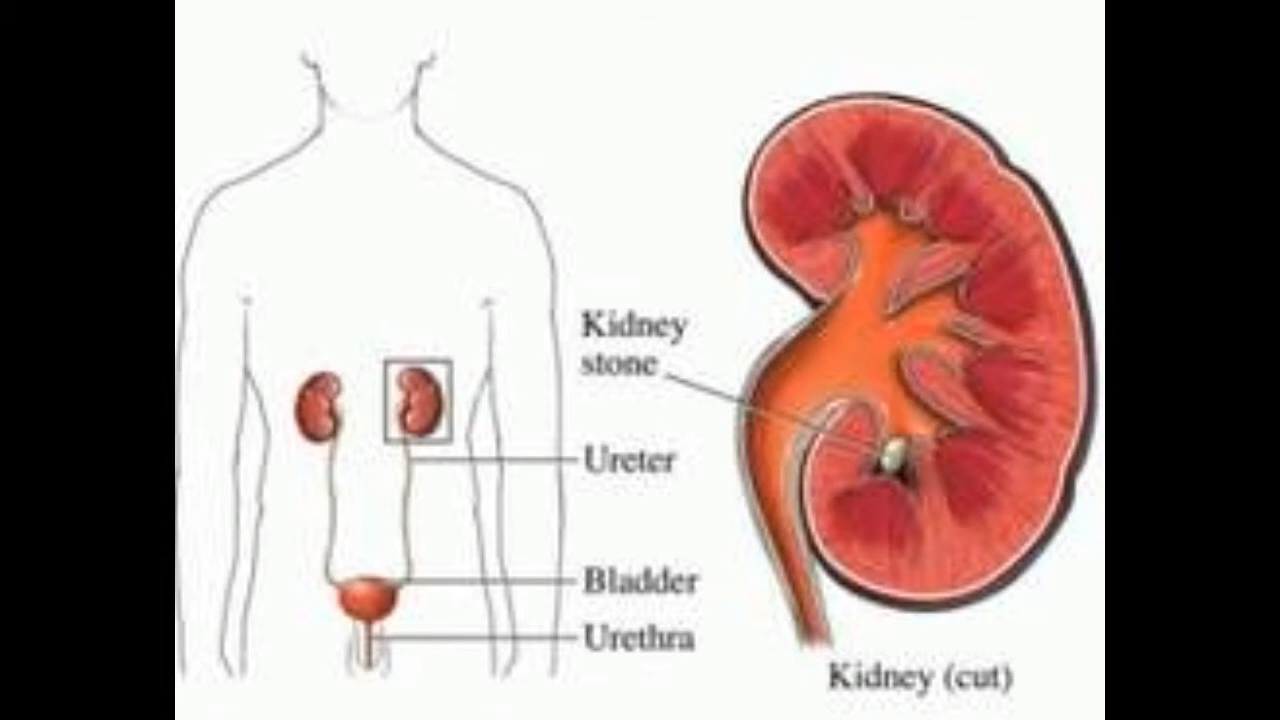 Kidney
stone
Ureter
Bladder
Urethra
Kidney (cut)